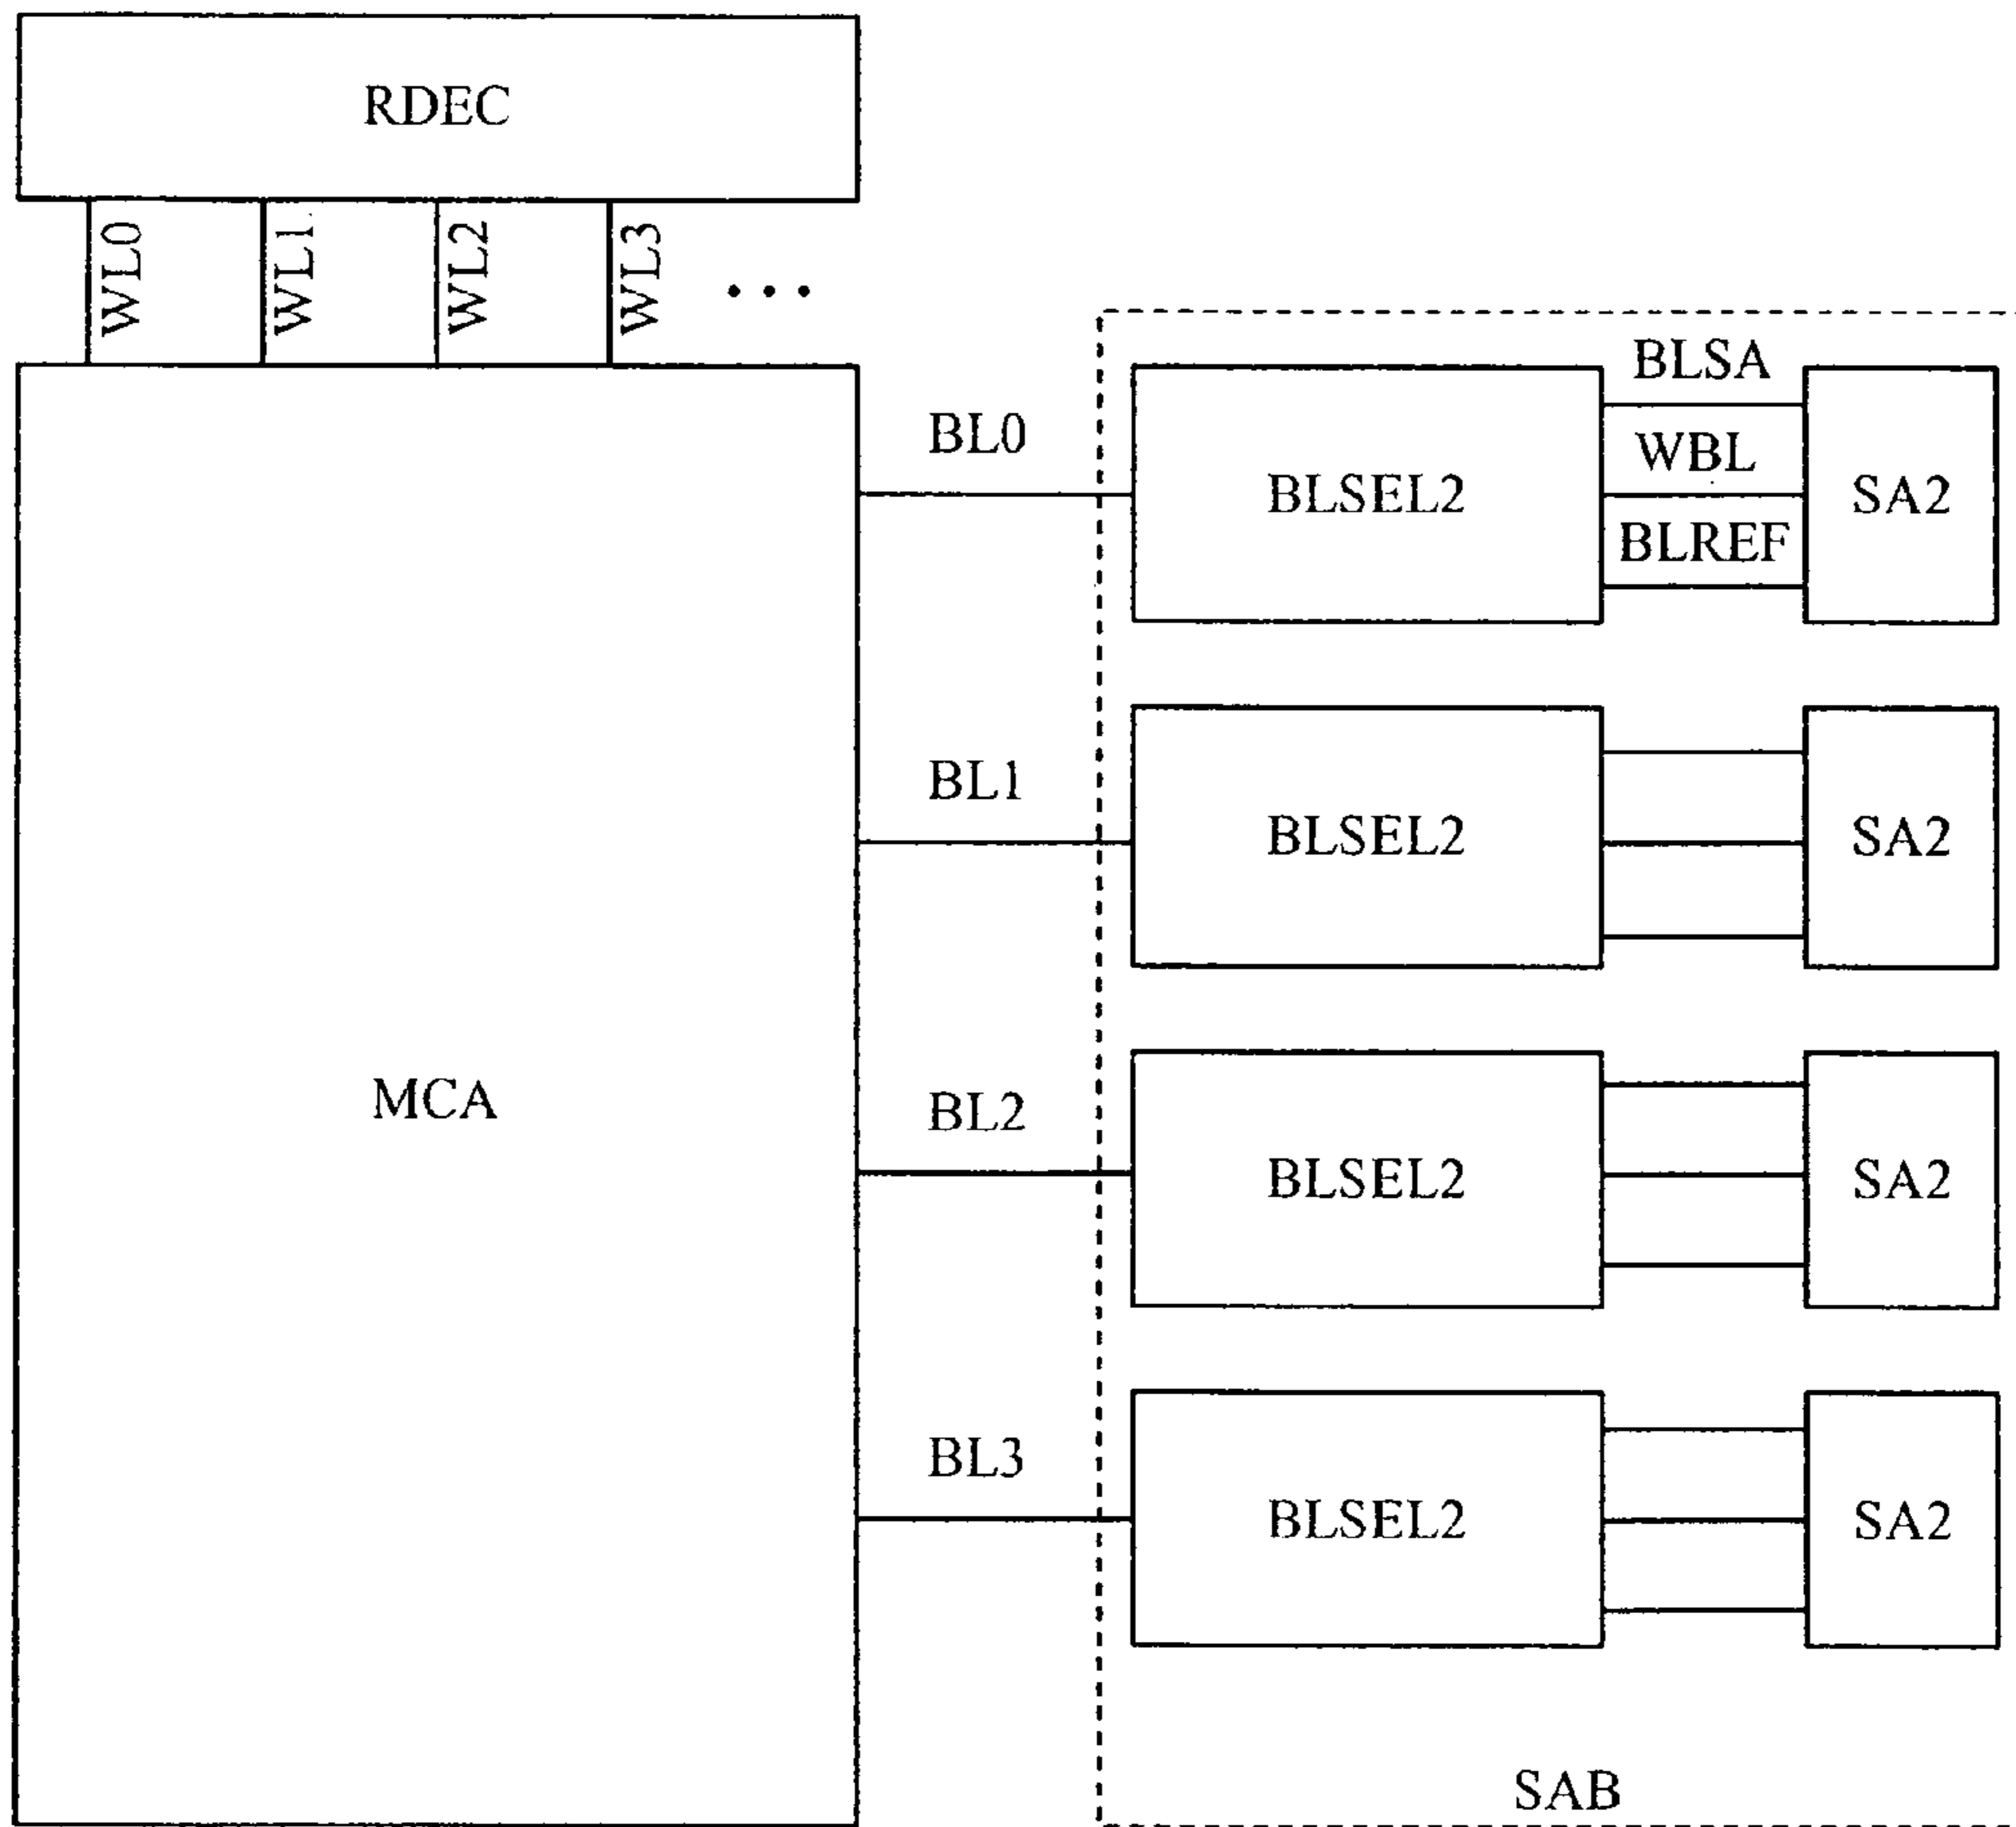 RDEC
WL0
WL1
WL2
WL3
...
BLSA
BL0
WBL
BLSEL2
SA2
BLREF
BL1
BLSEL2
SA2
MCA
BL2
BLSEL2
SA2
BL3
BLSEL2
SA2
SAB